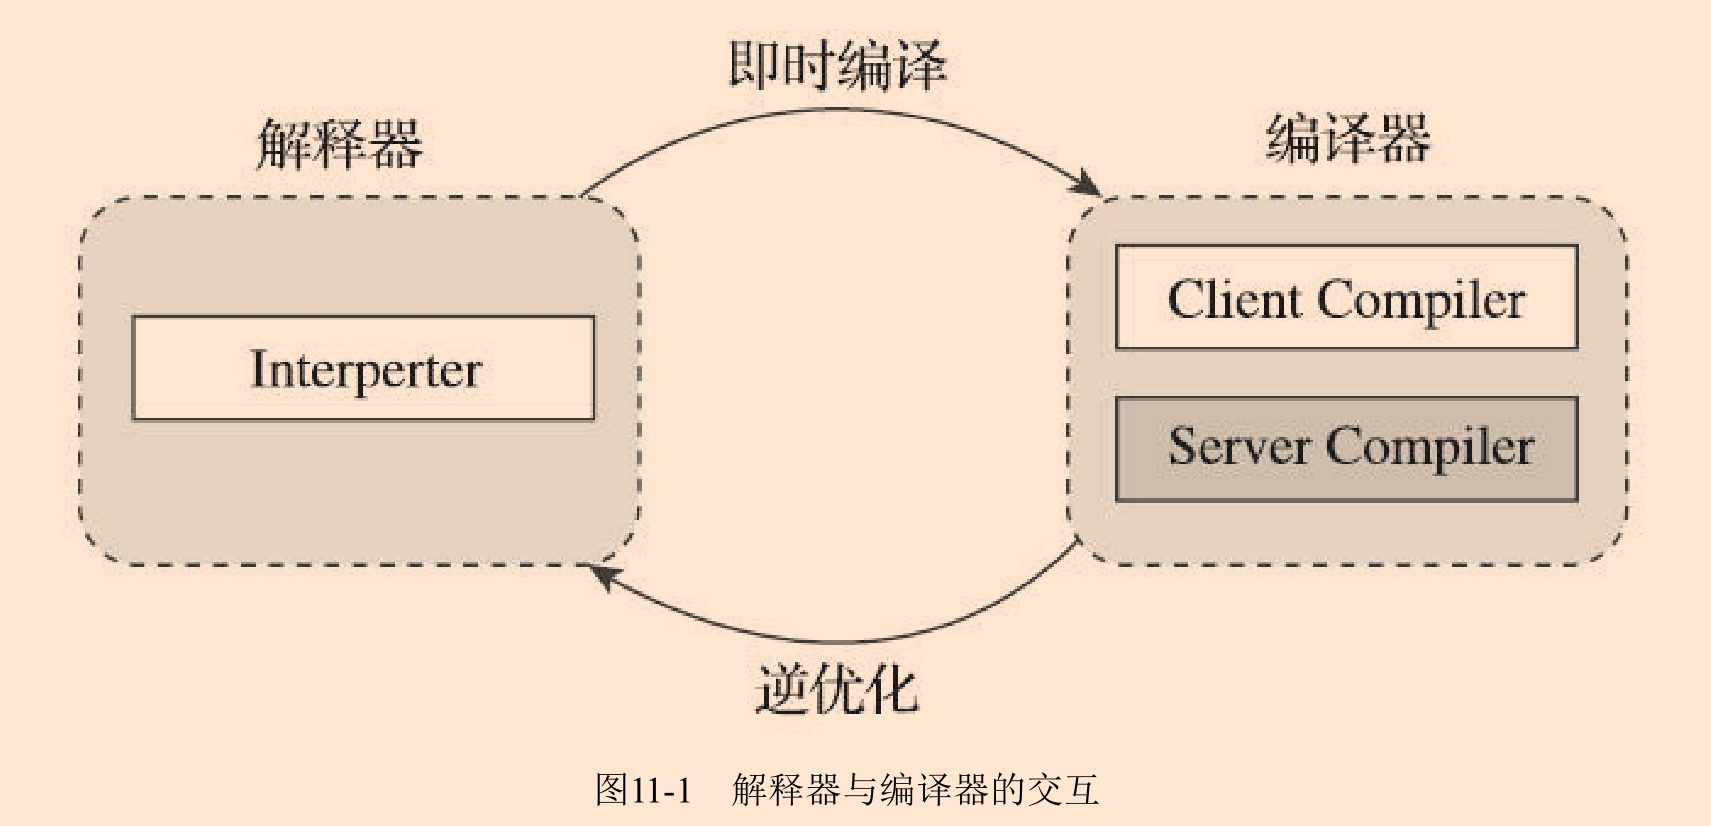 即时编译
解释器
编译器
Client Compiler
Interperter
Server Compiler
逆优化
图11-1 解释器与编译器的交互